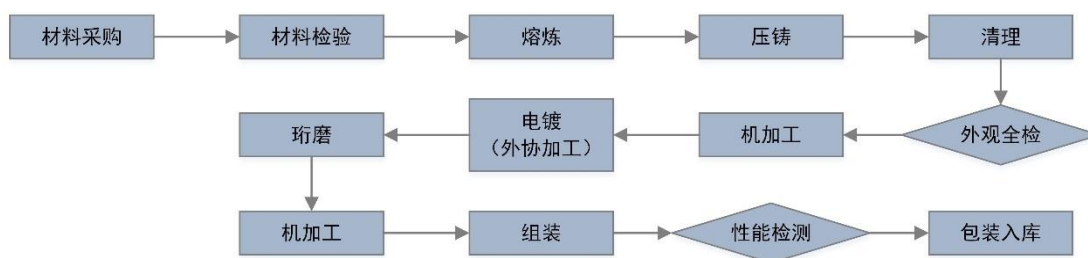 材料采购
材料检验
熔炼
压铸
清理
外观全检
机加工
电镀
（外协加工）
珩磨
机加工
组装
性能检测
包装入库